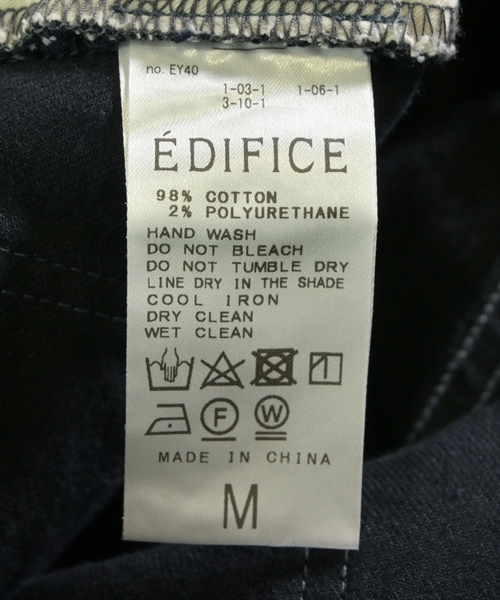 no. EY40
1-03-1 1-06-1
3-10-1
ÉDIFICE
98% COTTON
2% POLYURETHANE
HAND WASH
DO NOT BLEACH
DO NOT TUMBLE DRY
LINE DRY IN THE SHADE
COOL IRON
DRY CLEAN
WET CLEAN
F W
MADE IN CHINA
M